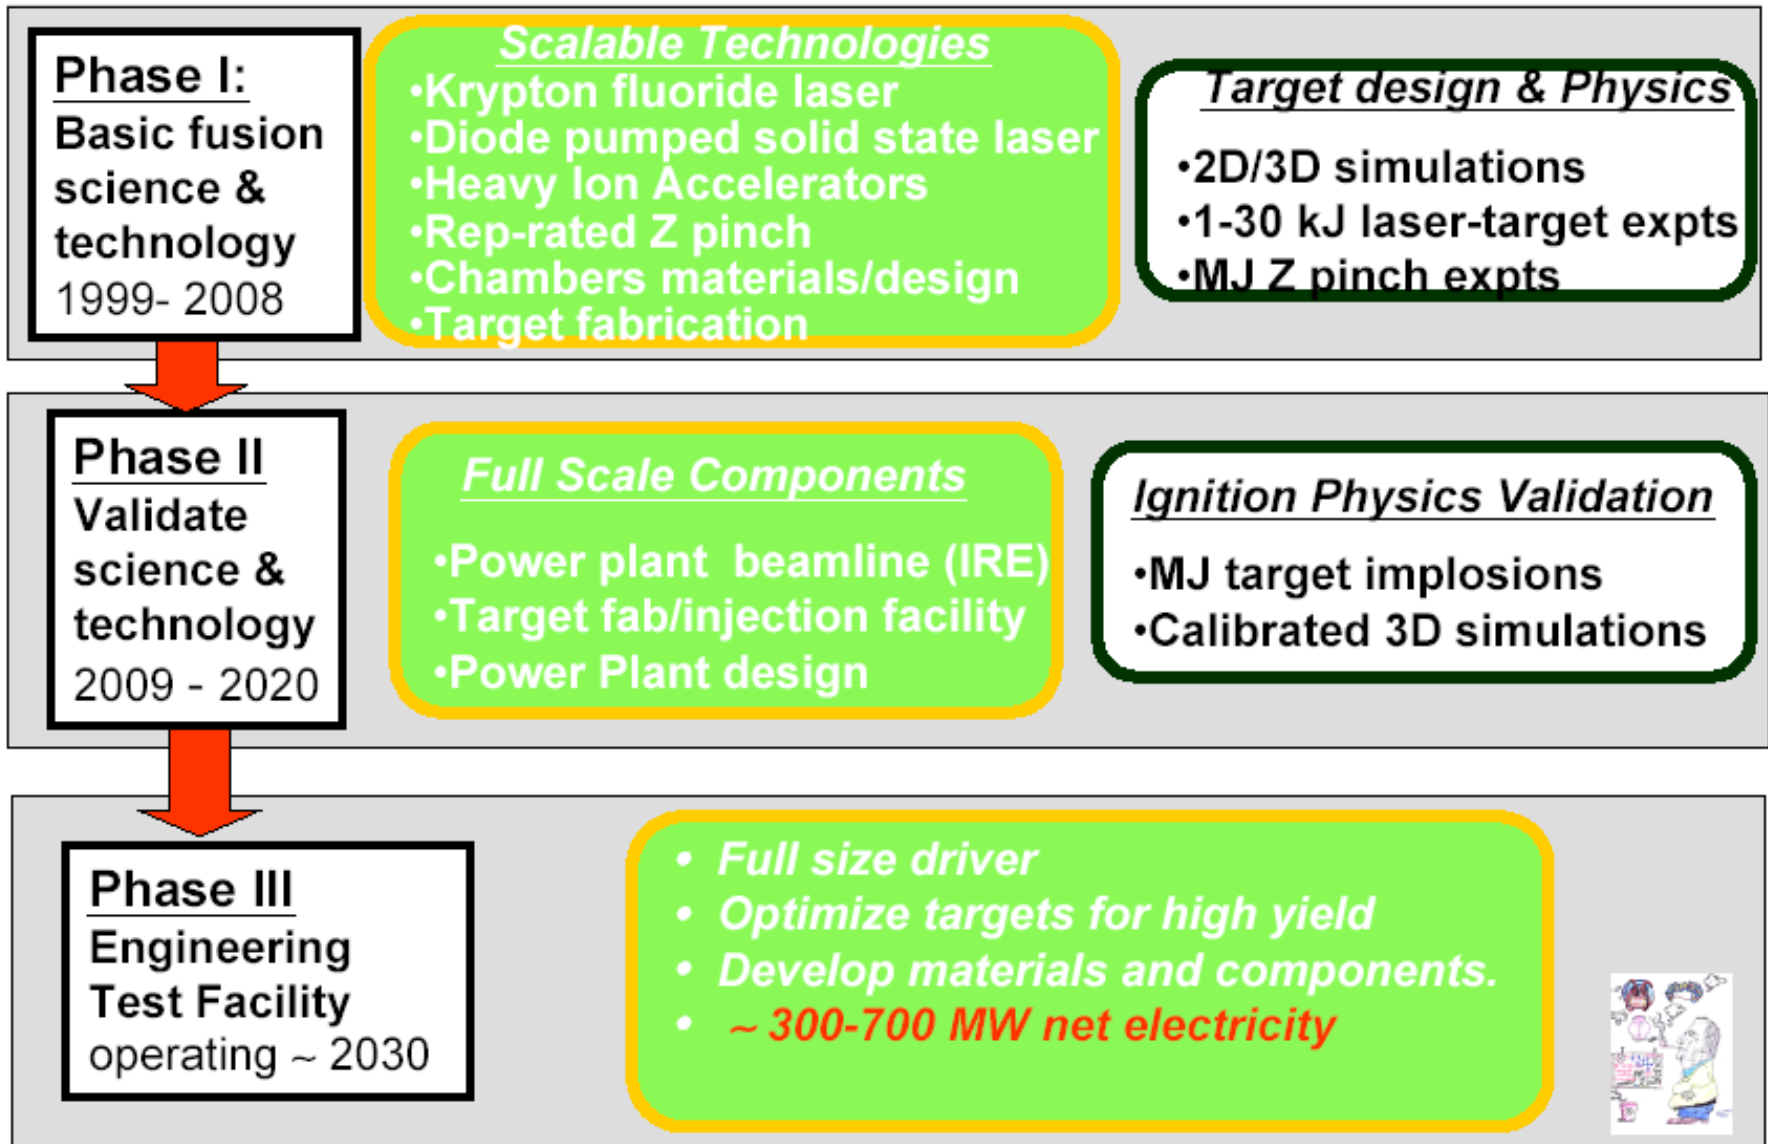 Phase I:
Basic fusion
science &
technology
1999- 2008
Scalable Technologies
•Krypton fluoride laser
•Diode pumped solid state laser
•Heavy Ion Accelerators
•Rep-rated Z pinch
•Chambers materials/design
•Target fabrication
Target design & Physics
•2D/3D simulations
•1-30 kJ laser-target expts
•MJ Z pinch expts
Phase II
Validate
science &
technology
2009 - 2020
Full Scale Components
•Power plant beamline (IRE)
•Target fab/injection facility
•Power Plant design
Ignition Physics Validation
•MJ target implosions
•Calibrated 3D simulations
Phase III
Engineering
Test Facility
operating ~ 2030
• Full size driver
• Optimize targets for high yield
• Develop materials and components.
• ~ 300-700 MW net electricity